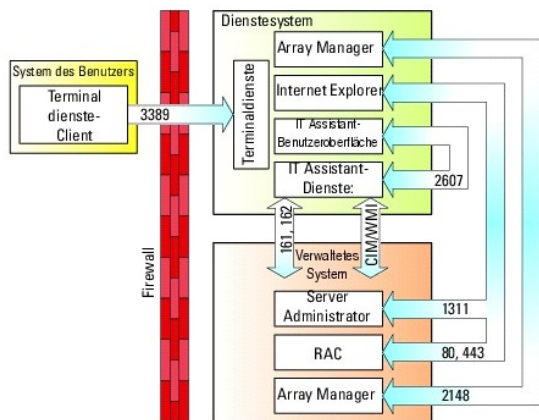 Dienstesystem
Array Manager
System des Benutzers
Internet Explorer
Terminal
dienste-
Client
3389
Terminaldienste
IT Assistant-
Benutzeroberfläche
IT Assistant-
Dienste:
2607
161, 162
CIM/WMI
Firewall
Verwaltetes
System
Server
Administrator
1311
RAC
80, 443
Array Manager
2148